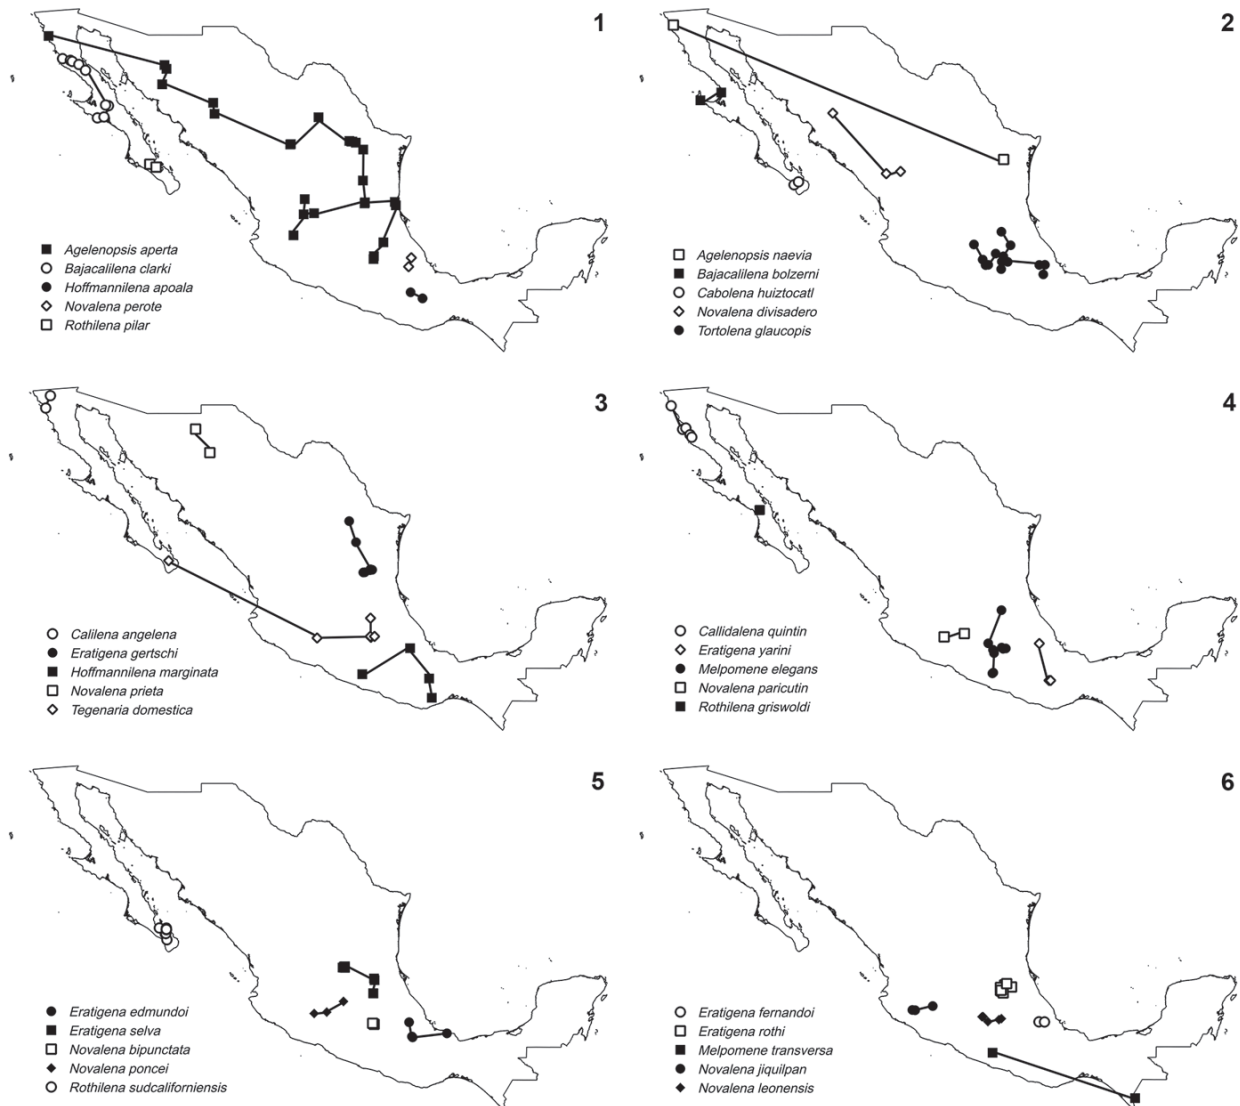 1
Agelenopsis aperta
Bajacalilena clarki
Hoffmannilena apoala
Novalena perote
Rothilena pilar
2
Agelenopsis naevia
Bajacalilena bolzerni
Cabolena huiztocatl
Novalena divisadero
Tortolena glaucopis
3
Calilena angelena
Eratigena gertschi
Hoffmannilena marginata
Novalena prieta
Tegenaria domestica
4
Callidalena quintin
Eratigena yarini
Melpomene elegans
Novalena paricutin
Rothilena griswoldi
5
Eratigena edmundoi
Eratigena selva
Novalena bipunctata
Novalena poncei
Rothilena sudcaliforniensis
6
Eratigena fernandoi
Eratigena rothi
Melpomene transversa
Novalena jiquilpan
Novalena leonensis